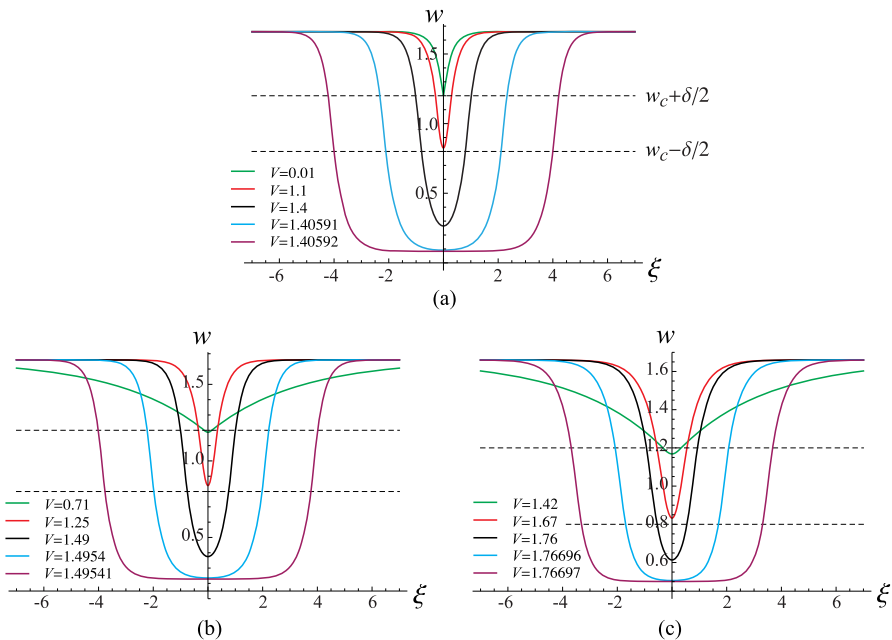 w
1.5
w_c+δ/2
1.0
w_c−δ/2
0.5
V=0.01
V=1.1
V=1.4
V=1.40591
V=1.40592
-6 -4 -2 2 4 6 ξ
(a)
w
1.5
1.0
0.5
V=0.71
V=1.25
V=1.49
V=1.4954
V=1.49541
-6 -4 -2 0 2 4 6 ξ
(b)
w
1.6
1.4
1.2
1.0
0.8
0.6
V=1.42
V=1.67
V=1.76
V=1.76696
V=1.76697
-6 -4 -2 0 2 4 6 ξ
(c)